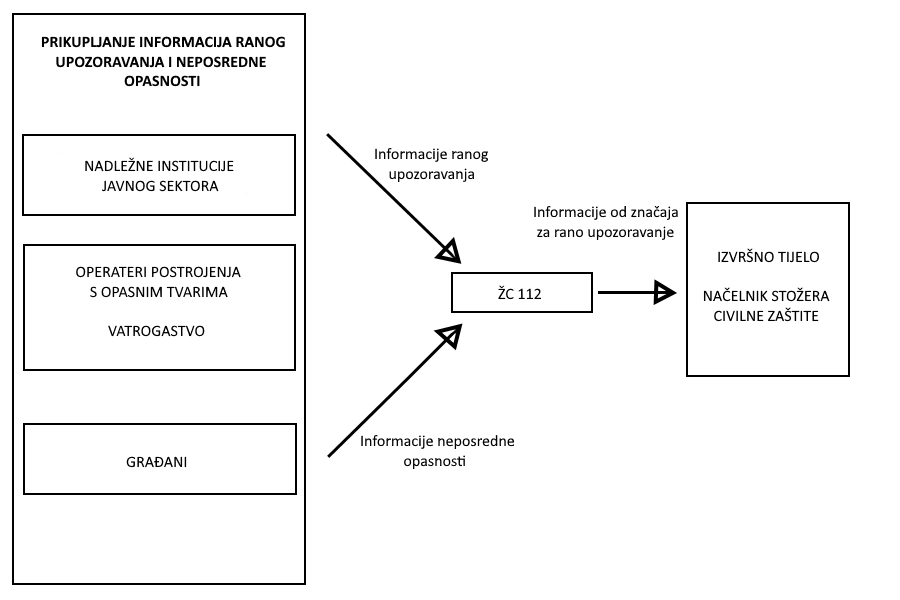 PRIKUPLJANJE INFORMACIJA RANOG
UPOZORAVANJA I NEPOSREDNE
OPASNOSTI
NADLEŽNE INSTITUCIJE
JAVNOG SEKTORA
OPERATERI POSTROJENJA
S OPASNIM TVARIMA
VATROGASTVO
GRAĐANI
Informacije ranog
upozoravanja
Informacije neposredne
opasnosti
ŽC 112
Informacije od značaja
za rano upozoravanje
IZVRŠNO TIJELO
NAČELNIK STOŽERA
CIVILNE ZAŠTITE